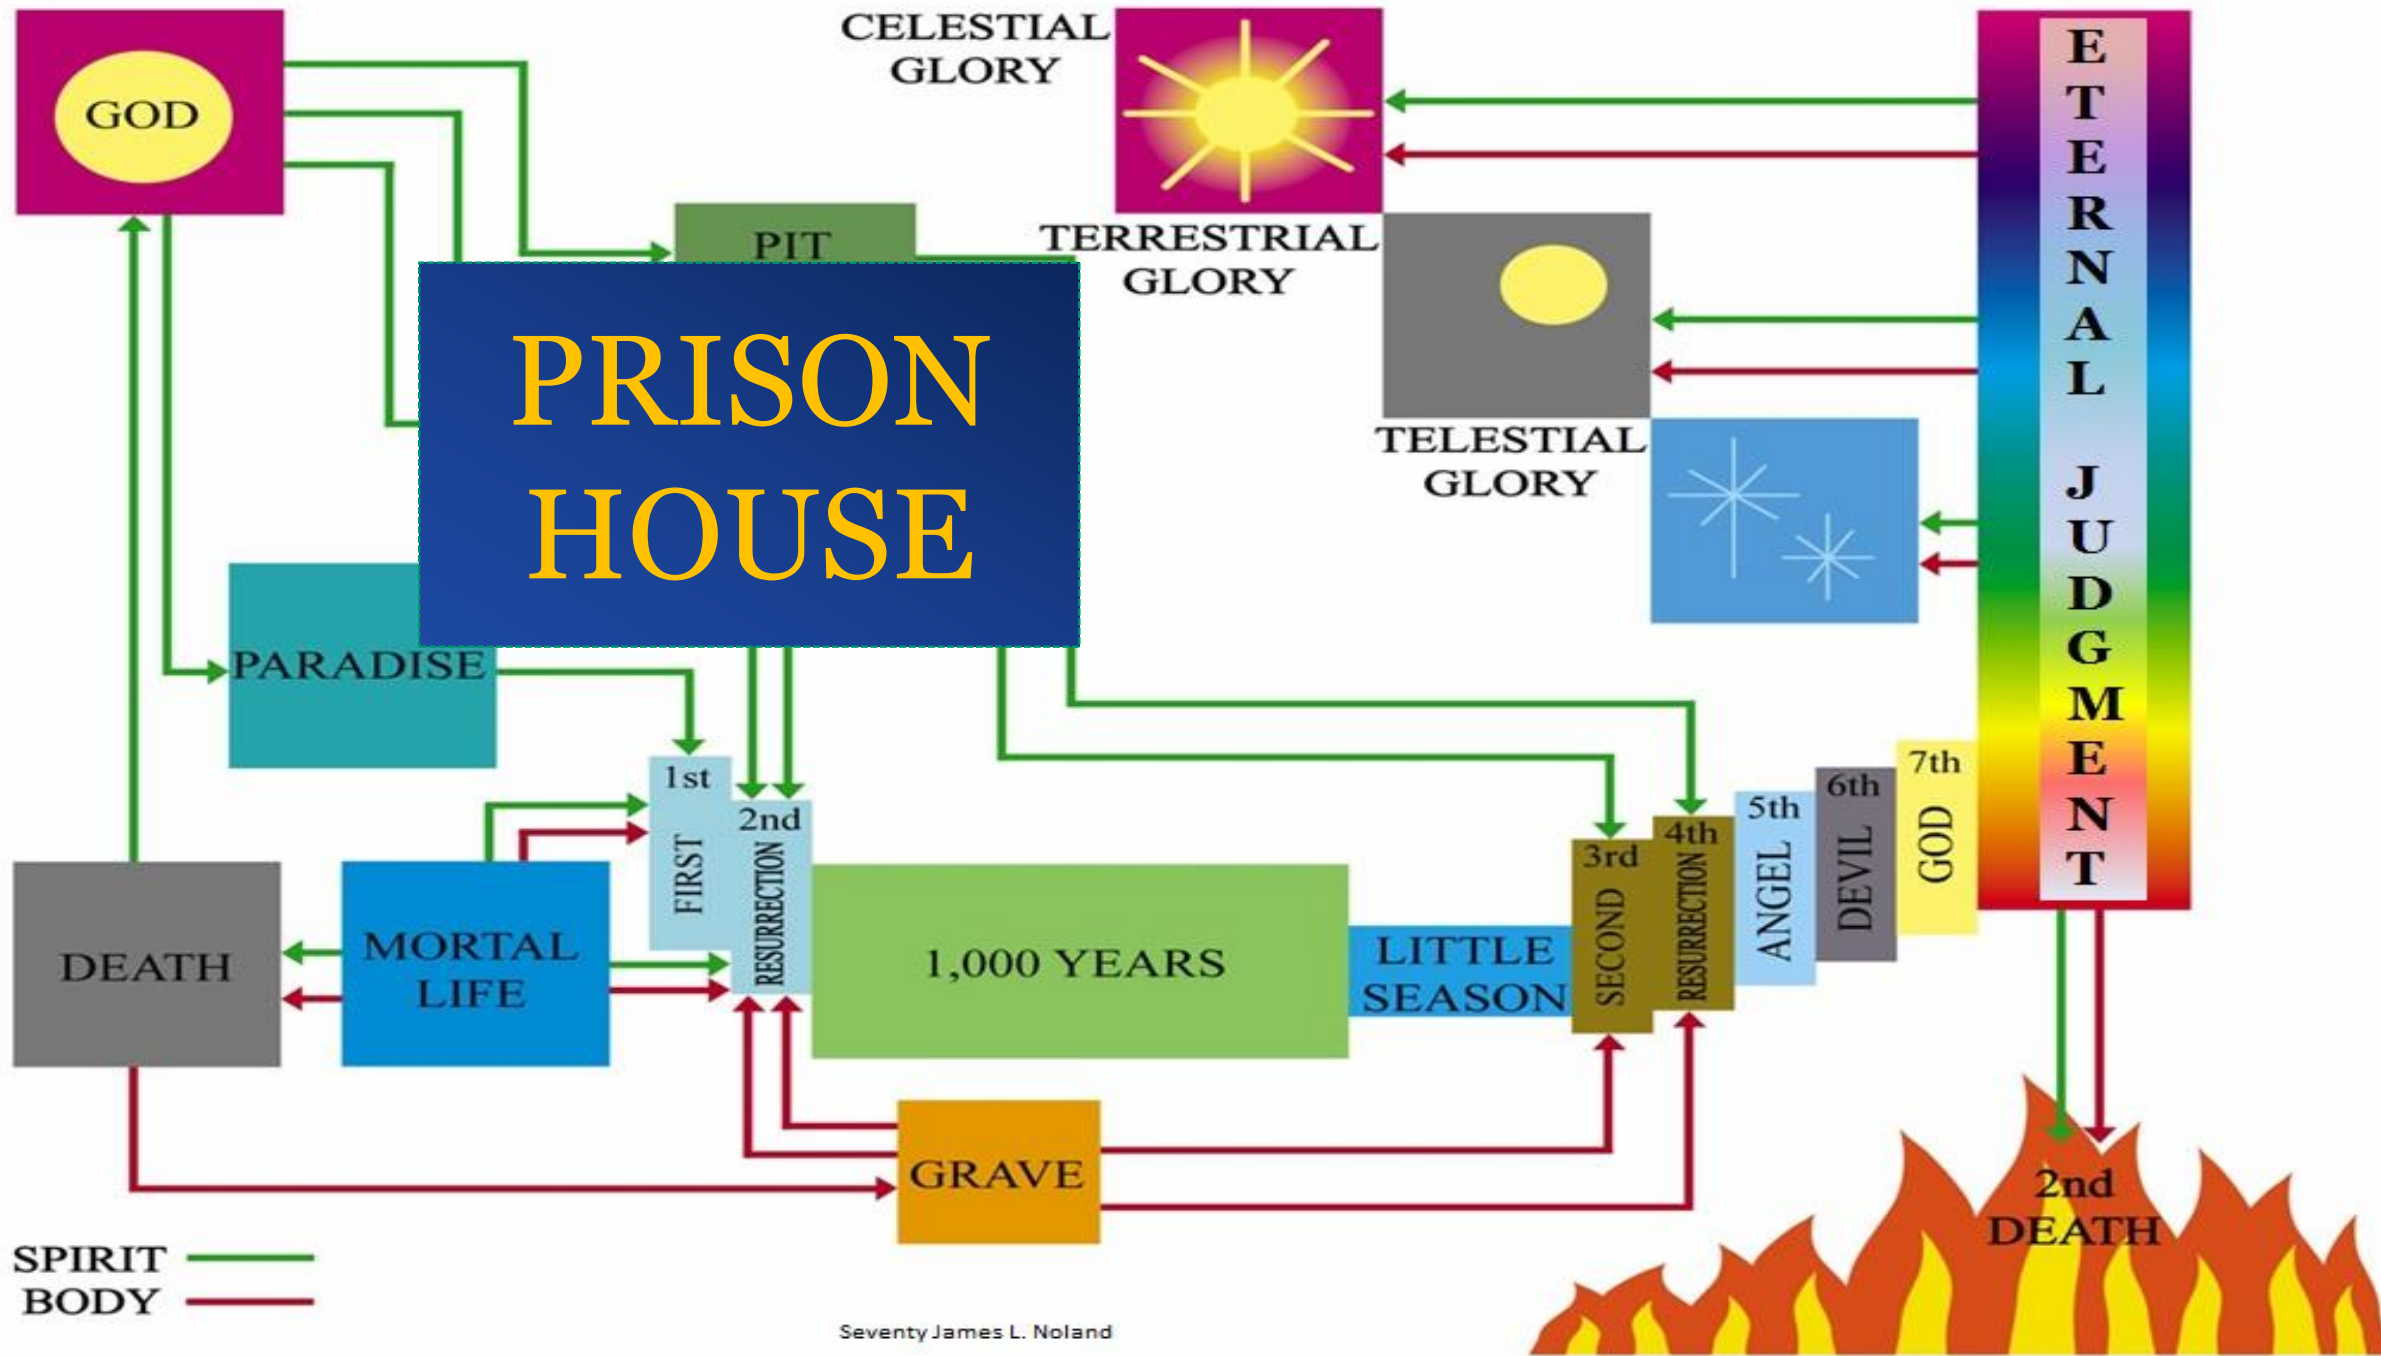 GOD
CELESTIAL
GLORY
PIT
TERRESTRIAL
GLORY
PRISON
HOUSE
TELESTIAL
GLORY
ETERNAL JUDGMENT
PARADISE
1st
FIRST
2nd
RESURRECTION
DEATH
MORTAL
LIFE
1,000 YEARS
LITTLE
SEASON
3rd
SECOND
4th
RESURRECTION
5th
ANGEL
6th
DEVIL
7th
GOD
GRAVE
2nd
DEATH
SPIRIT
BODY
Seventy James L. Noland